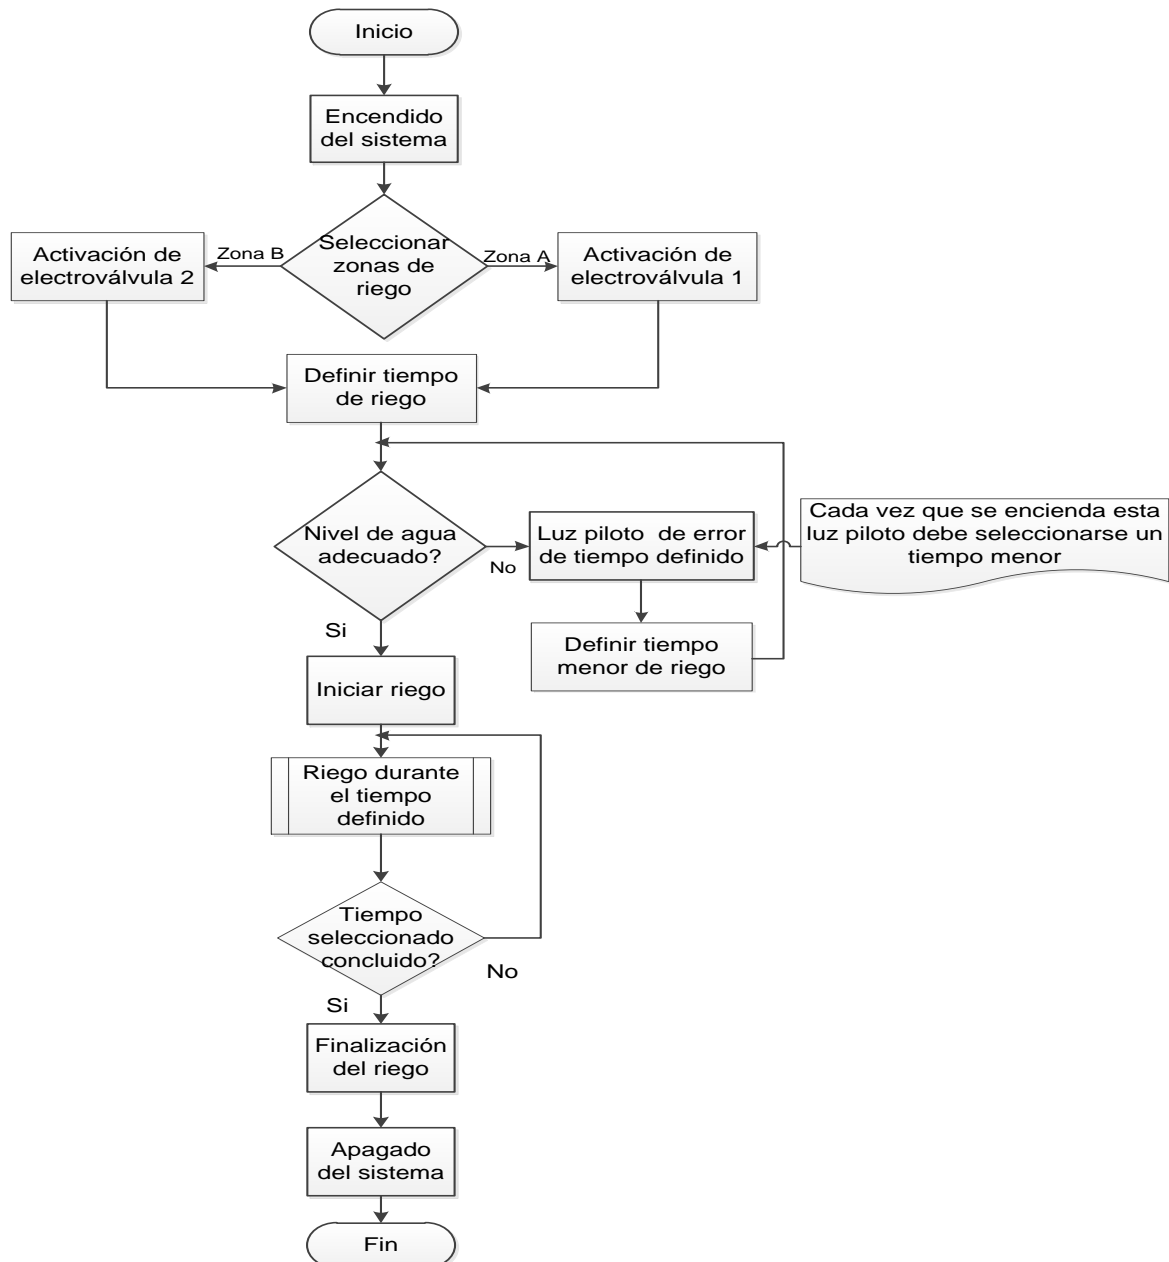 Inicio
Encendido
del sistema
Seleccionar
zonas de
riego
Zona B
Zona A
Activación de
electroválvula 2
Activación de
electroválvula 1
Definir tiempo
de riego
Nivel de agua
adecuado?
No
Luz piloto de error
de tiempo definido
Cada vez que se encienda esta
luz piloto debe seleccionarse un
tiempo menor
Definir tiempo
menor de riego
Si
Iniciar riego
Riego durante
el tiempo
definido
Tiempo
seleccionado
concluido?
No
Si
Finalización
del riego
Apagado
del sistema
Fin